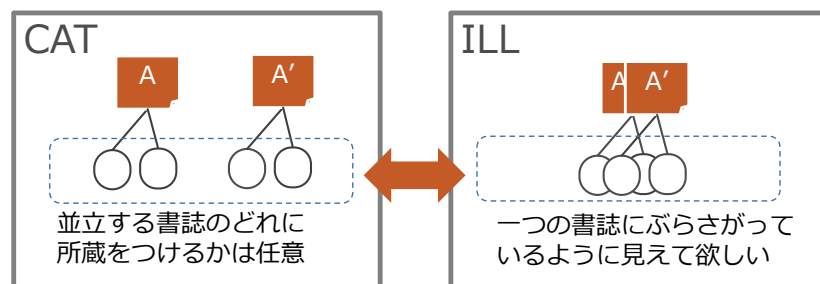 CAT
A
A′
並立する書誌のどれに
所蔵をつけるかは任意
ILL
A
A′
一つの書誌にぶらさがって
いるように見えて欲しい